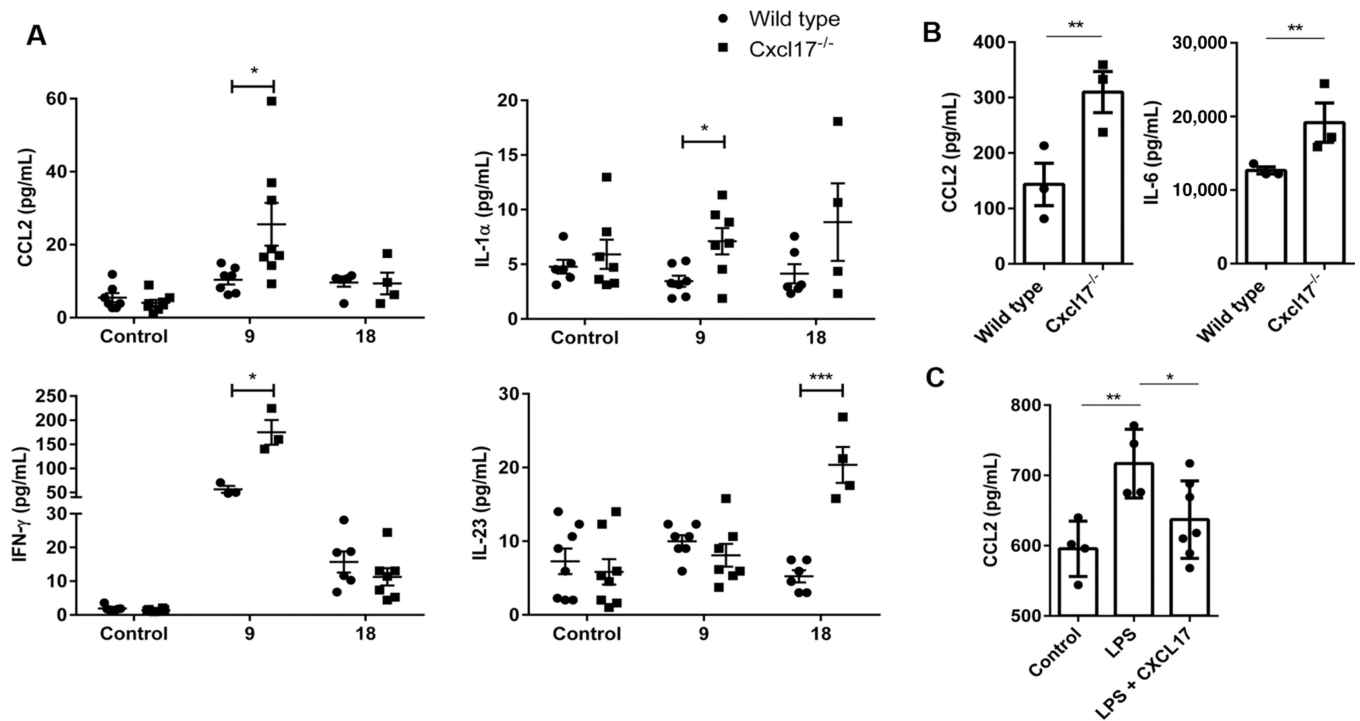 A
● Wild type
■ Cxcl17-/-
CCL2 (pg/mL)
60
40
20
0
*
Control 9 18
IL-1α (pg/mL)
20
15
10
5
0
*
Control 9 18
IFN-γ (pg/mL)
250
200
150
100
50
30
20
10
0
*
Control 9 18
IL-23 (pg/mL)
30
20
10
0
***
Control 9 18
B
CCL2 (pg/mL)
400
300
200
100
0
**
Wild type
Cxcl17-/-
IL-6 (pg/mL)
30,000
20,000
10,000
0
**
Wild type
Cxcl17-/-
C
CCL2 (pg/mL)
800
700
600
500
**
*
Control
LPS
LPS + CXCL17